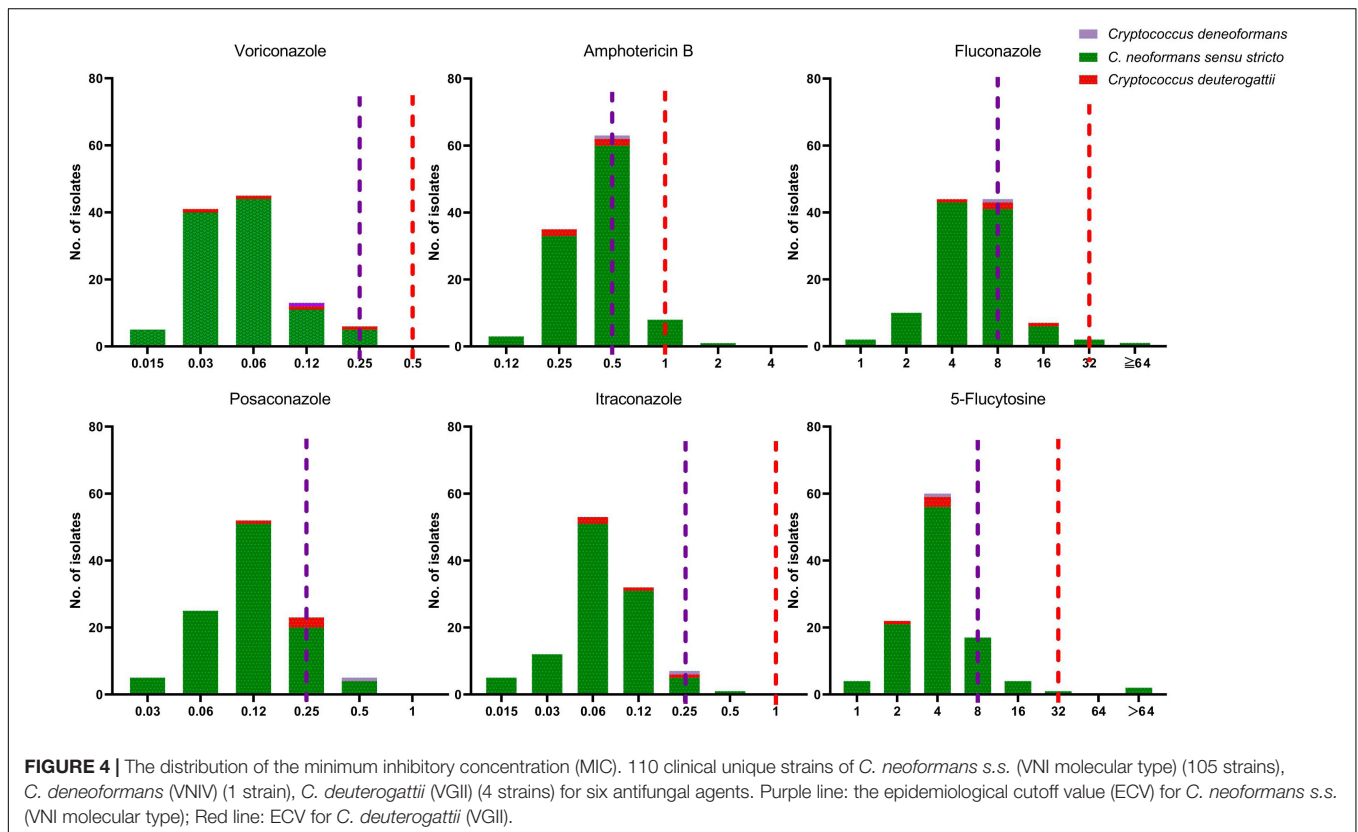 Voriconazole
Amphotericin B
Fluconazole
Cryptococcus deneoformans
C. neoformans sensu stricto
Cryptococcus deuterogattii
No. of isolates
80
60
40
20
0
0.015 0.03 0.06 0.12 0.25 0.5
No. of isolates
80
60
40
20
0
0.12 0.25 0.5 1 2 4
No. of isolates
80
60
40
20
0
1 2 4 8 16 32 ≧64
Posaconazole
Itraconazole
5-Flucytosine
No. of isolates
80
60
40
20
0
0.03 0.06 0.12 0.25 0.5 1
No. of isolates
80
60
40
20
0
0.015 0.03 0.06 0.12 0.25 0.5 1
No. of isolates
80
60
40
20
0
1 2 4 8 16 32 64 >64
FIGURE 4 | The distribution of the minimum inhibitory concentration (MIC). 110 clinical unique strains of C. neoformans s.s. (VNI molecular type) (105 strains),
C. deneoformans (VNIV) (1 strain), C. deuterogattii (VGII) (4 strains) for six antifungal agents. Purple line: the epidemiological cutoff value (ECV) for C. neoformans s.s.
(VNI molecular type); Red line: ECV for C. deuterogattii (VGII).